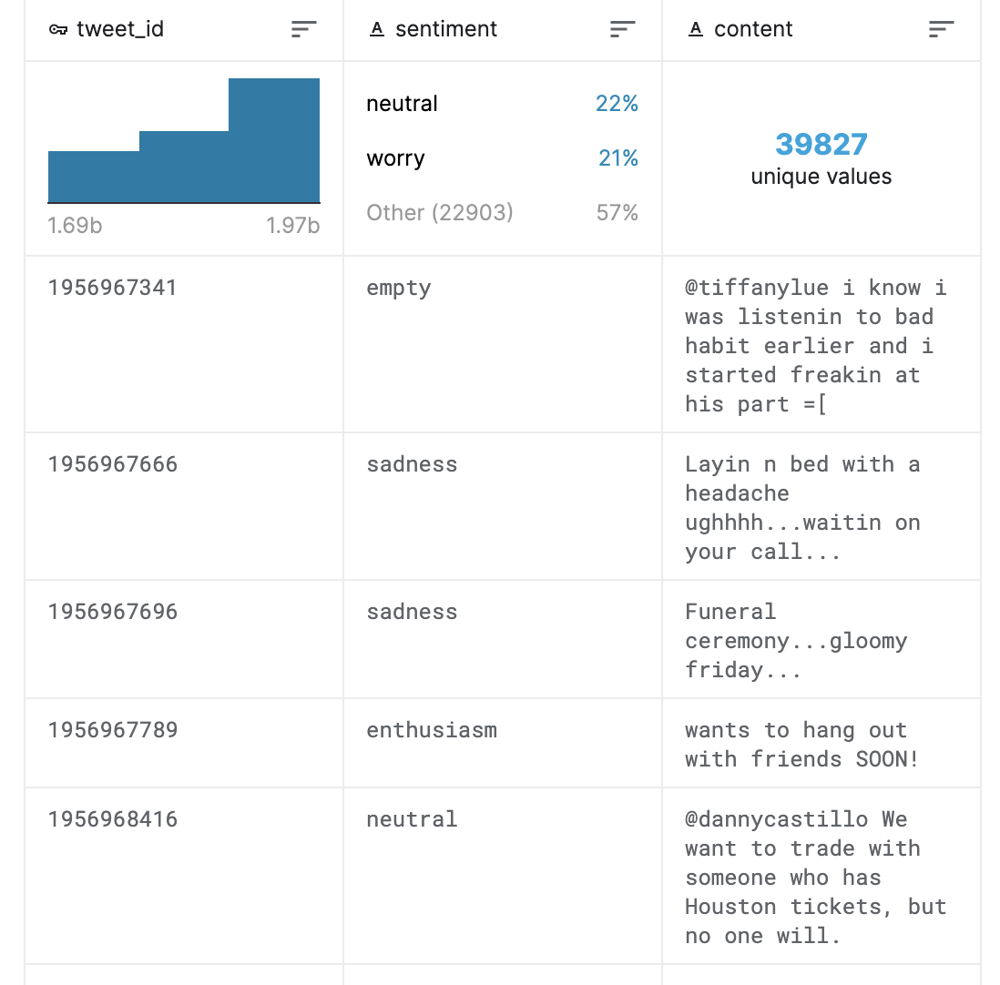 tweet_id
sentiment
content
1.69b
1.97b
neutral 22%
worry 21%
Other (22903) 57%
39827
unique values
1956967341
empty
@tiffanylue i know i
was listenin to bad
habit earlier and i
started freakin at
his part =[
1956967666
sadness
Layin n bed with a
headache
ughhhh...waitin on
your call...
1956967696
sadness
Funeral
ceremony...gloomy
friday...
1956967789
enthusiasm
wants to hang out
with friends SOON!
1956968416
neutral
@dannycastillo We
want to trade with
someone who has
Houston tickets, but
no one will.